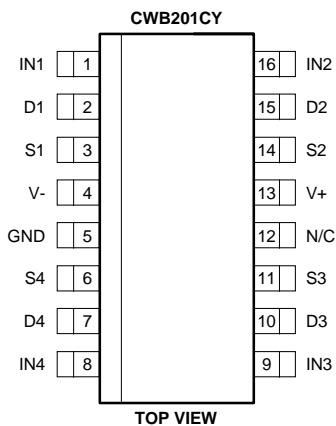 CWB201CY
IN1 1 16 IN2
D1 2 15 D2
S1 3 14 S2
V- 4 13 V+
GND 5 12 N/C
S4 6 11 S3
D4 7 10 D3
IN4 8 9 IN3
TOP VIEW